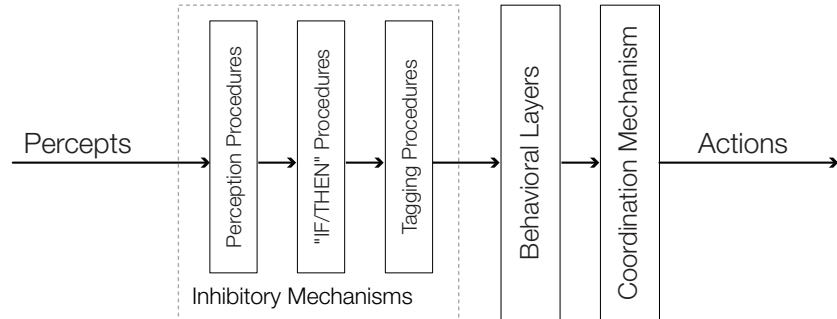 Percepts
Perception Procedures
"IF/THEN" Procedures
Tagging Procedures
Behavioral Layers
Coordination Mechanism
Actions
Inhibitory Mechanisms